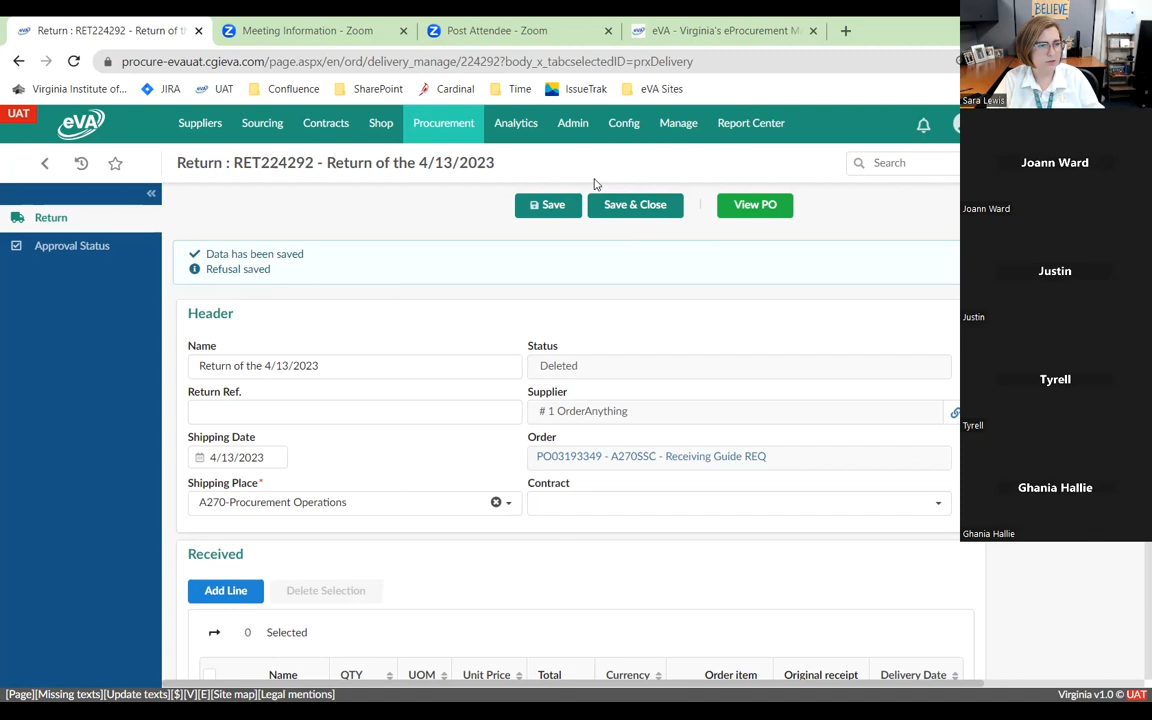 Return : RET224292 - Return of th
Meeting Information - Zoom
Post Attendee - Zoom
eVA - Virginia's eProcurement M
BELIEVE
procure-evauat.cgieva.com/page.aspx/en/ord/delivery_manage/224292?body_x_tabcselectedID=prxDelivery
Virginia Institute of...
JIRA
UAT
Confluence
SharePoint
Cardinal
Time
IssueTrak
eVA Sites
Sara Lewis
UAT
eVA
Suppliers
Sourcing
Contracts
Shop
Procurement
Analytics
Admin
Config
Manage
Report Center
Return : RET224292 - Return of the 4/13/2023
Search
Joann Ward
Joann Ward
Return
Approval Status
Save
Save & Close
View PO
Data has been saved
Refusal saved
Justin
Justin
Header
Name
Return of the 4/13/2023
Status
Deleted
Return Ref.
Supplier
# 1 OrderAnything
Tyrell
Tyrell
Shipping Date
4/13/2023
Order
PO03193349 - A270SSC - Receiving Guide REQ
Shipping Place*
A270-Procurement Operations
Contract
Ghania Hallie
Ghania Hallie
Received
Add Line
Delete Selection
0 Selected
Name
QTY
UOM
Unit Price
Total
Currency
Order item
Original receipt
Delivery Date
[Page][Missing texts][Update texts][$][V][E][Site map][Legal mentions]
Virginia v1.0 © UAT